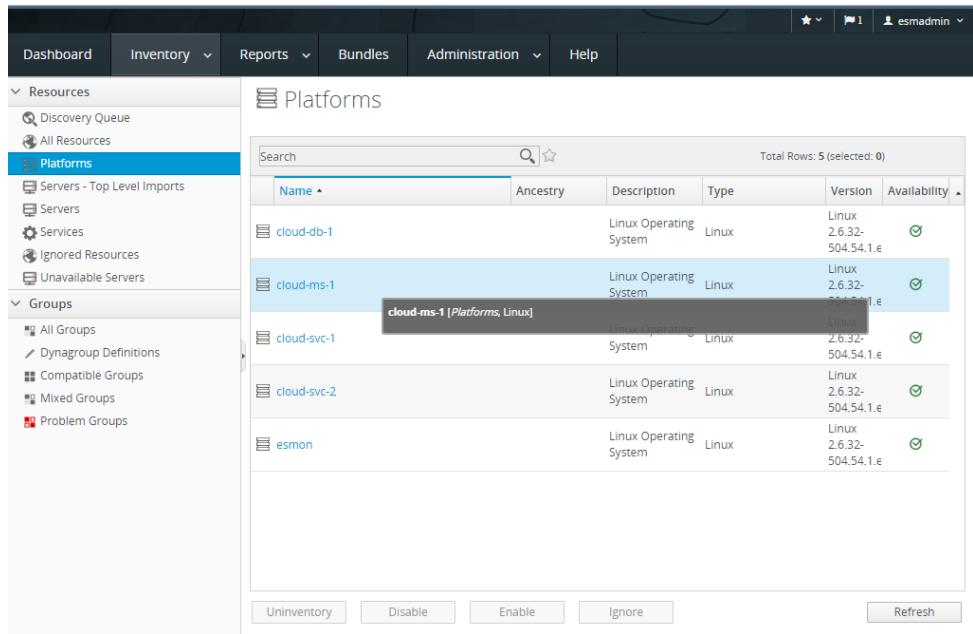 1 esmadmin
Dashboard Inventory Reports Bundles Administration Help
Resources
Discovery Queue
All Resources
Platforms
Servers - Top Level Imports
Servers
Services
Ignored Resources
Unavailable Servers
Groups
All Groups
Dynagroup Definitions
Compatible Groups
Mixed Groups
Problem Groups
Platforms
Search
Total Rows: 5 (selected: 0)
Name Ancestry Description Type Version Availability
cloud-db-1 Linux Operating System Linux Linux 2.6.32-504.54.1.e
cloud-ms-1 Linux Operating System Linux Linux 2.6.32-504.54.1.e
cloud-ms-1 [Platforms, Linux]
cloud-svc-1 Linux Operating System Linux Linux 2.6.32-504.54.1.e
cloud-svc-2 Linux Operating System Linux Linux 2.6.32-504.54.1.e
esmon Linux Operating System Linux Linux 2.6.32-504.54.1.e
Uninventory Disable Enable Ignore Refresh